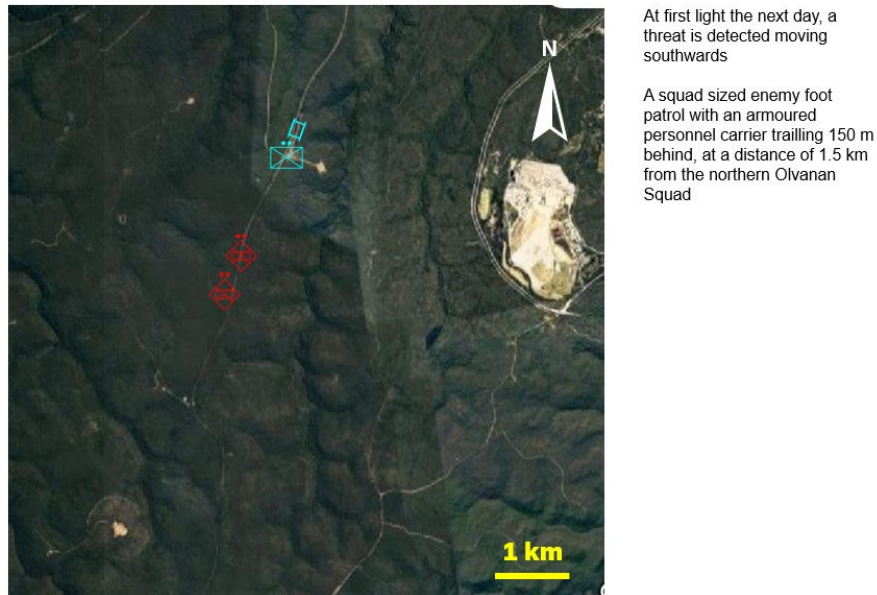 At first light the next day, a
threat is detected moving
southwards
A squad sized enemy foot
patrol with an armoured
personnel carrier trailling 150 m
behind, at a distance of 1.5 km
from the northern Olvanan
Squad
N
1 km